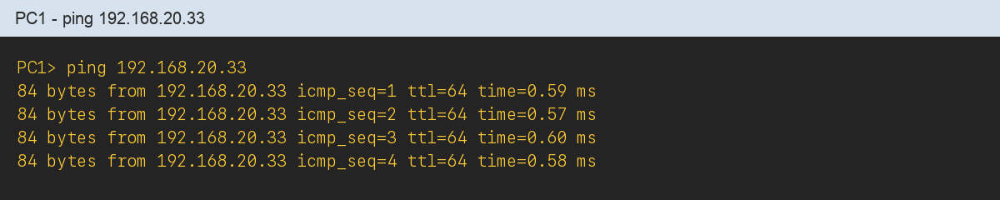 PC1 - ping 192.168.20.33
PC1> ping 192.168.20.33
84 bytes from 192.168.20.33 icmp_seq=1 ttl=64 time=0.59 ms
84 bytes from 192.168.20.33 icmp_seq=2 ttl=64 time=0.57 ms
84 bytes from 192.168.20.33 icmp_seq=3 ttl=64 time=0.60 ms
84 bytes from 192.168.20.33 icmp_seq=4 ttl=64 time=0.58 ms